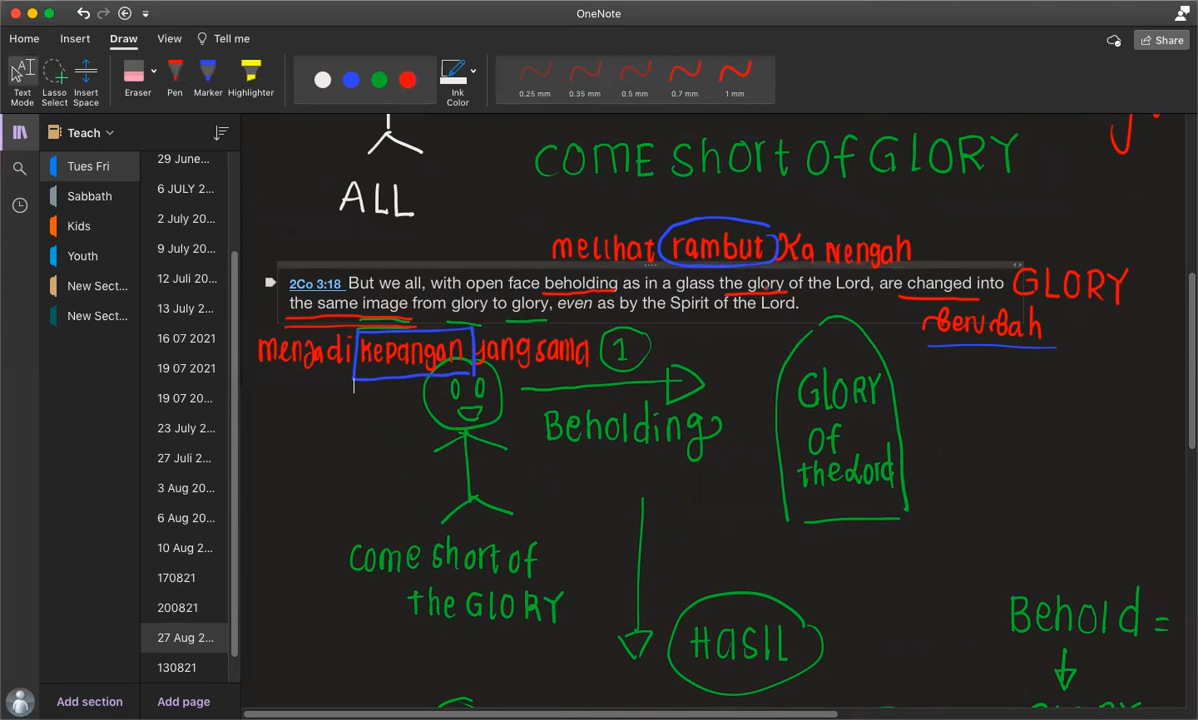 OneNote
Home Insert Draw View Tell me
Share
Text Mode
Lasso Select
Insert Space
Eraser
Pen
Marker
Highlighter
Ink Color
0.25 mm 0.35 mm 0.5 mm 0.7 mm 1 mm
Teach
Tues Fri
Sabbath
Kids
Youth
New Sect...
New Sect...
29 June...
6 JULY 2...
2 July 20...
9 July 20...
12 Juli 20...
16 07 2021
19 07 2021
19 07 202...
23 July 2...
27 Juli 2...
3 Aug 20...
6 Aug 20...
10 Aug 2...
170821
200821
27 Aug 2...
130821
Add section
Add page
COME Short Of GLORY
ALL
melihat rambut Ka Nengah
2Co 3:18 But we all, with open face beholding as in a glass the glory of the Lord, are changed into
the same image from glory to glory, even as by the Spirit of the Lord.
GLORY
berubah
menjadi kepangan yang sama 1
Beholding
GLORY
of
the Lord
Come short of
the GLORY
HASIL
Behold =